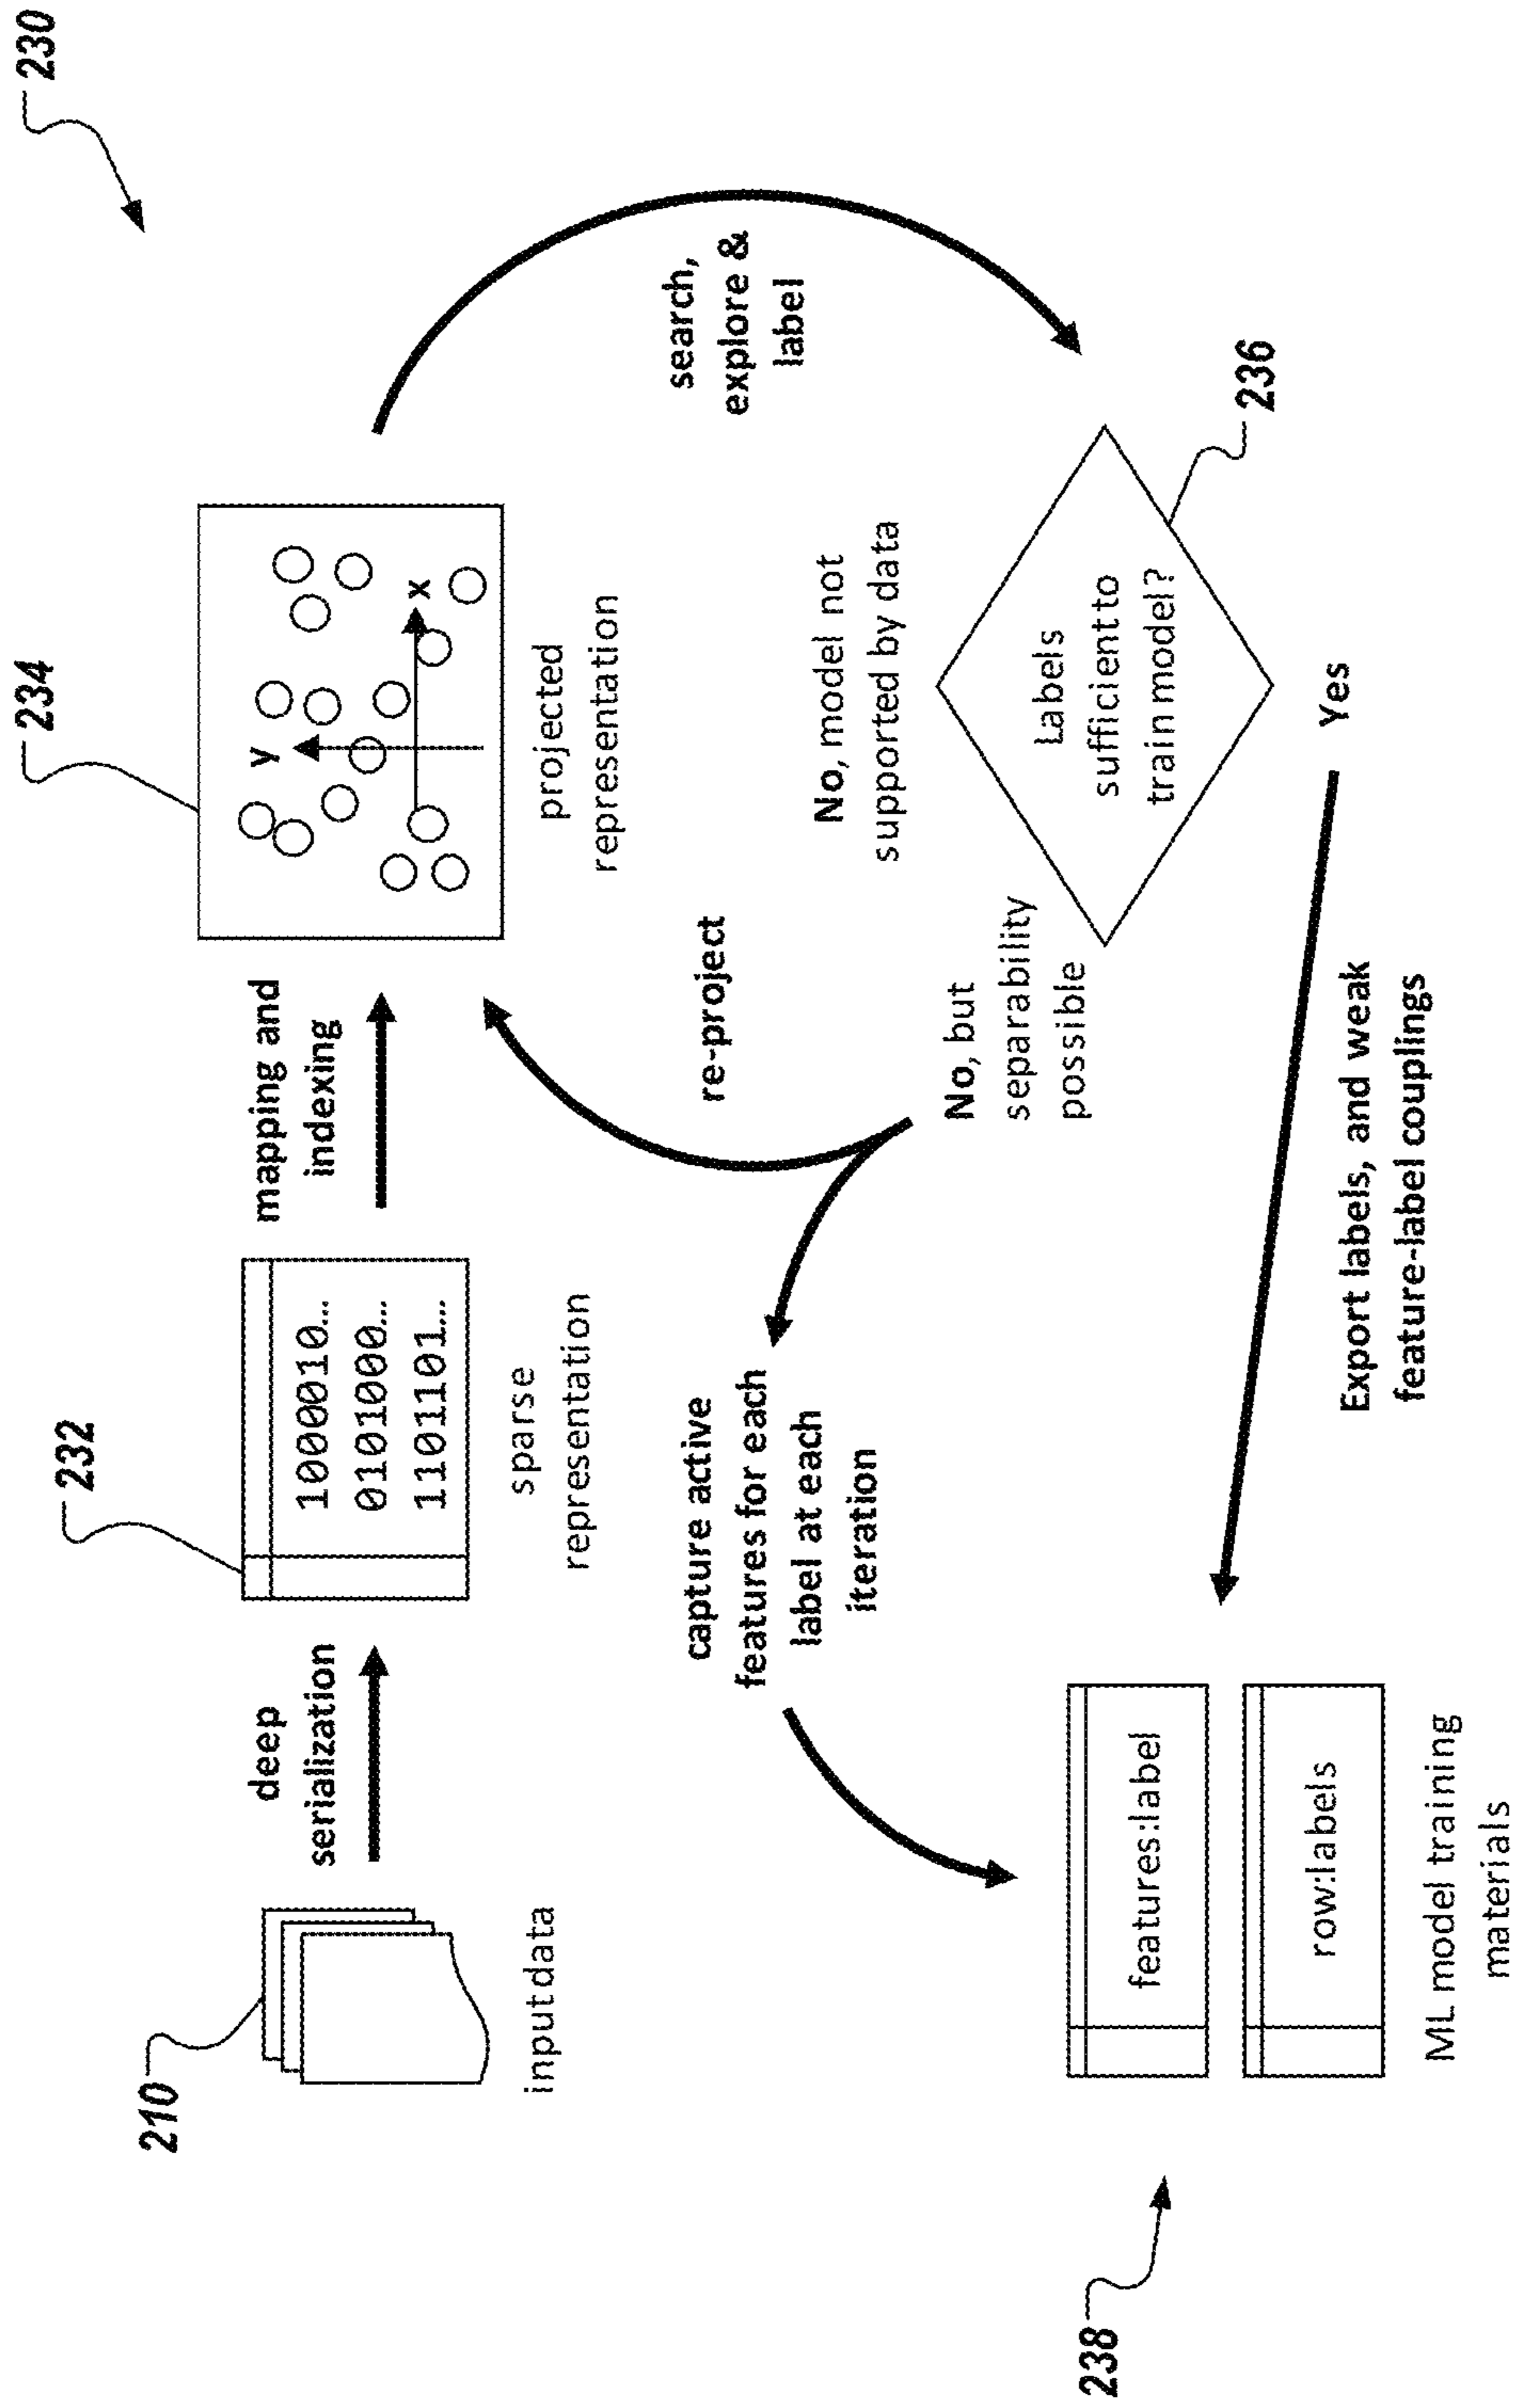 230
234
232
210
deep
serialization
mapping and
indexing
1000010...
0101000...
1101101...
y
x
input data
sparse
representation
projected
representation
search,
explore &
label
re-project
capture active
features for each
label at each
iteration
No, model not
supported by data
No, but
separability
possible
Labels
sufficient to
train model?
236
Yes
Export labels, and weak
feature-label couplings
features:label
row:labels
ML model training
materials
238